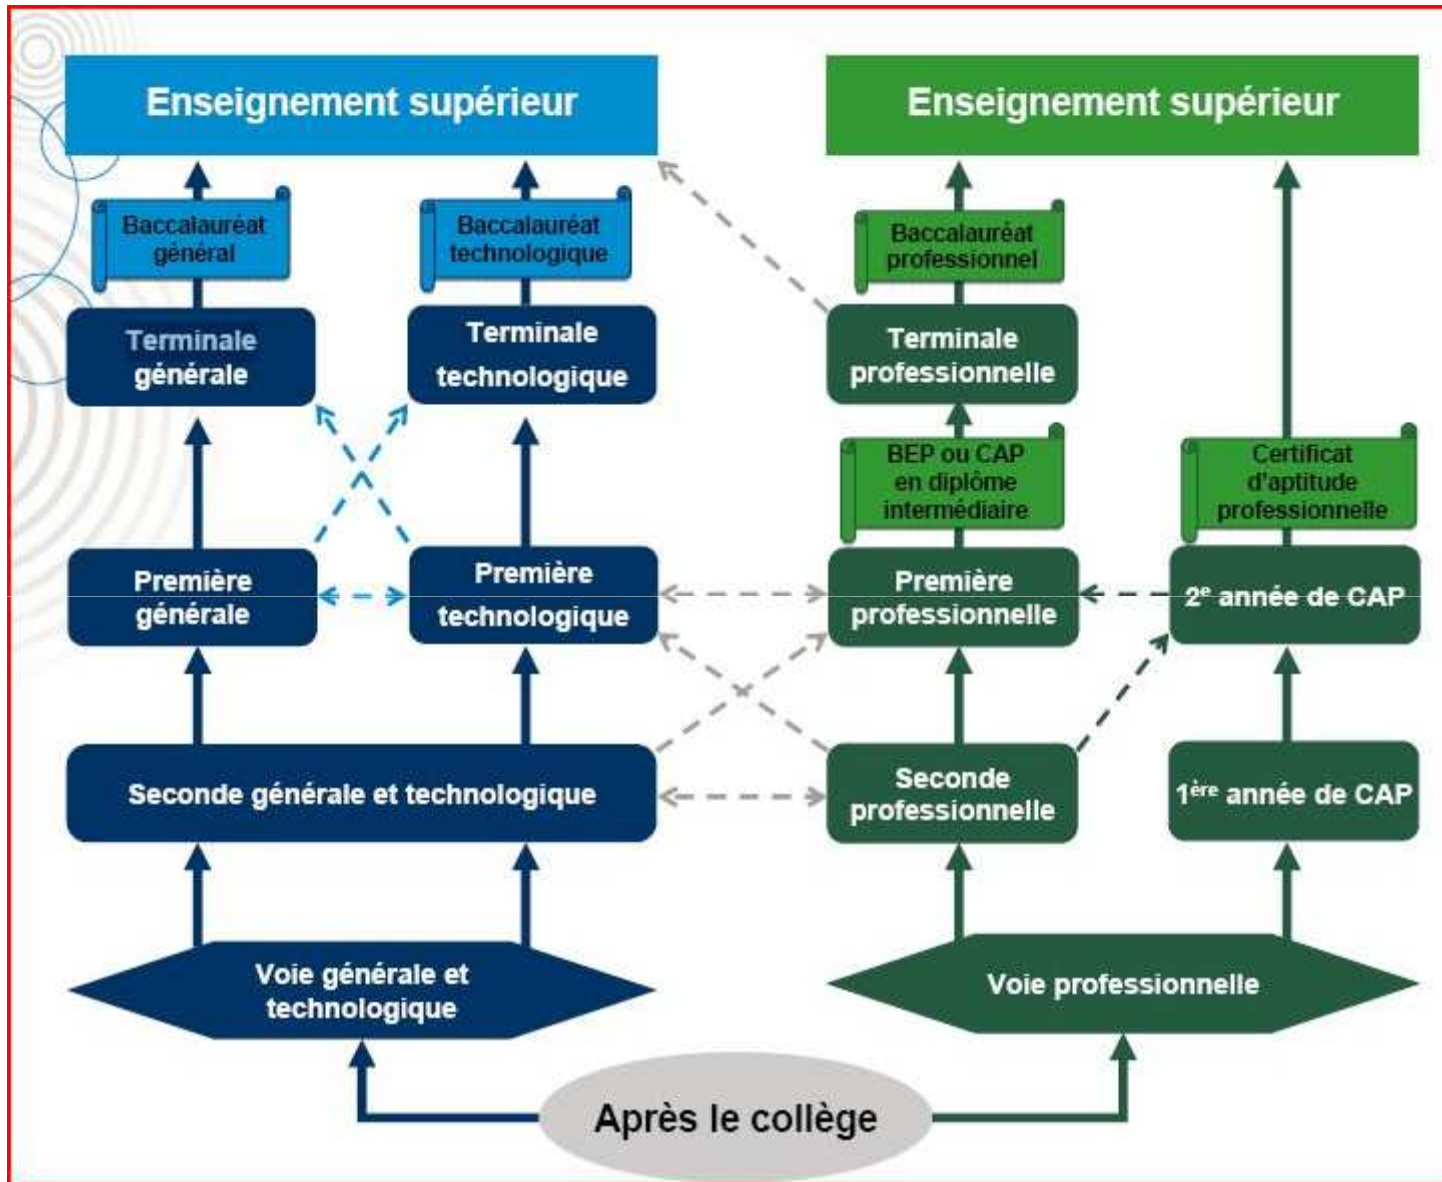 Enseignement supérieur
Enseignement supérieur
Baccalauréat
général
Baccalauréat
technologique
Baccalauréat
professionnel
Terminale
générale
Terminale
technologique
Terminale
professionnelle
BEP ou CAP
en diplôme
intermédiaire
Certificat
d'aptitude
professionnelle
Première
générale
Première
technologique
Première
professionnelle
2e année de CAP
Seconde générale et technologique
Seconde
professionnelle
1ère année de CAP
Voie générale et
technologique
Voie professionnelle
Après le collège